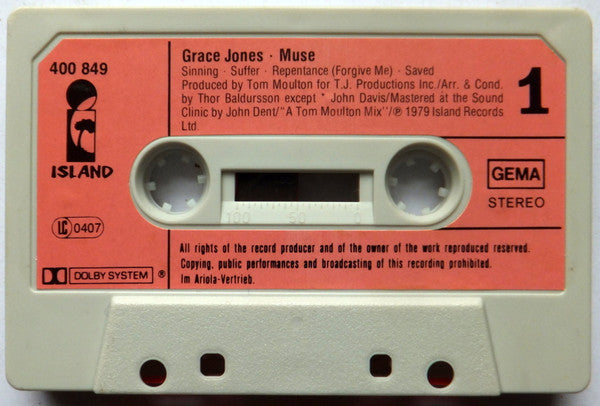 400 849
ISLAND
LC 0407
DOLBY SYSTEM ®
Grace Jones · Muse
Sinning · Suffer · Repentance (Forgive Me) · Saved
Produced by Tom Moulton for T.J. Productions Inc./Arr. & Cond.
by Thor Baldursson except * John Davis/Mastered at the Sound
Clinic by John Dent/"A Tom Moulton Mix"/℗ 1979 Island Records
Ltd.
1
GEMA
STEREO
100 50 0
All rights of the record producer and of the owner of the work reproduced reserved.
Copying, public performances and broadcasting of this recording prohibited.
Im Ariola-Vertrieb.